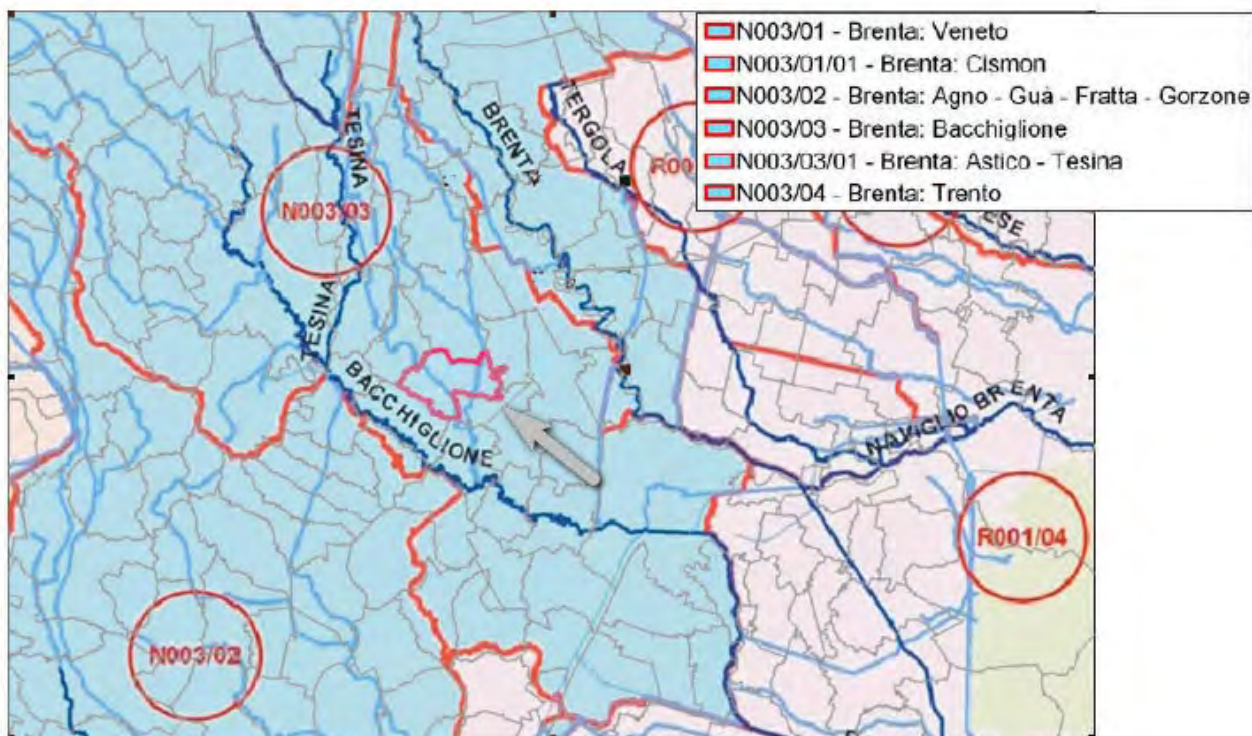 N003/01 - Brenta: Veneto
N003/01/01 - Brenta: Cismon
N003/02 - Brenta: Agno - Guà - Fratta - Gorzone
N003/03 - Brenta: Bacchiglione
N003/03/01 - Brenta: Astico - Tesina
N003/04 - Brenta: Trento
TESINA
BRENTA
TERGOLA
R00
N003/03
ESE
TESINA
BACCHIGLIONE
NAVIGLIO BRENTA
R001/04
N003/02